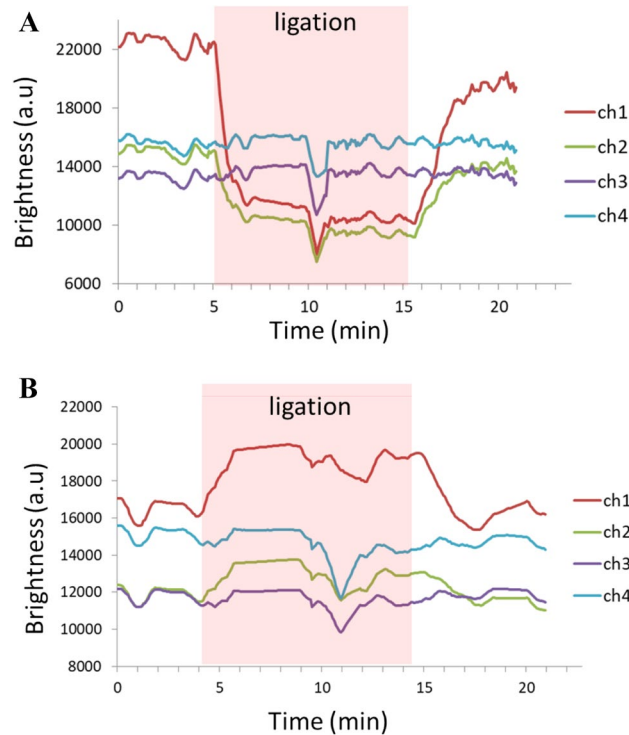 A
ligation
Brightness (a.u)
22000
18000
14000
10000
6000
0 5 10 15 20
Time (min)
ch1
ch2
ch3
ch4
B
ligation
Brightness (a.u)
22000
20000
18000
16000
14000
12000
10000
8000
0 5 10 15 20
Time (min)
ch1
ch2
ch3
ch4